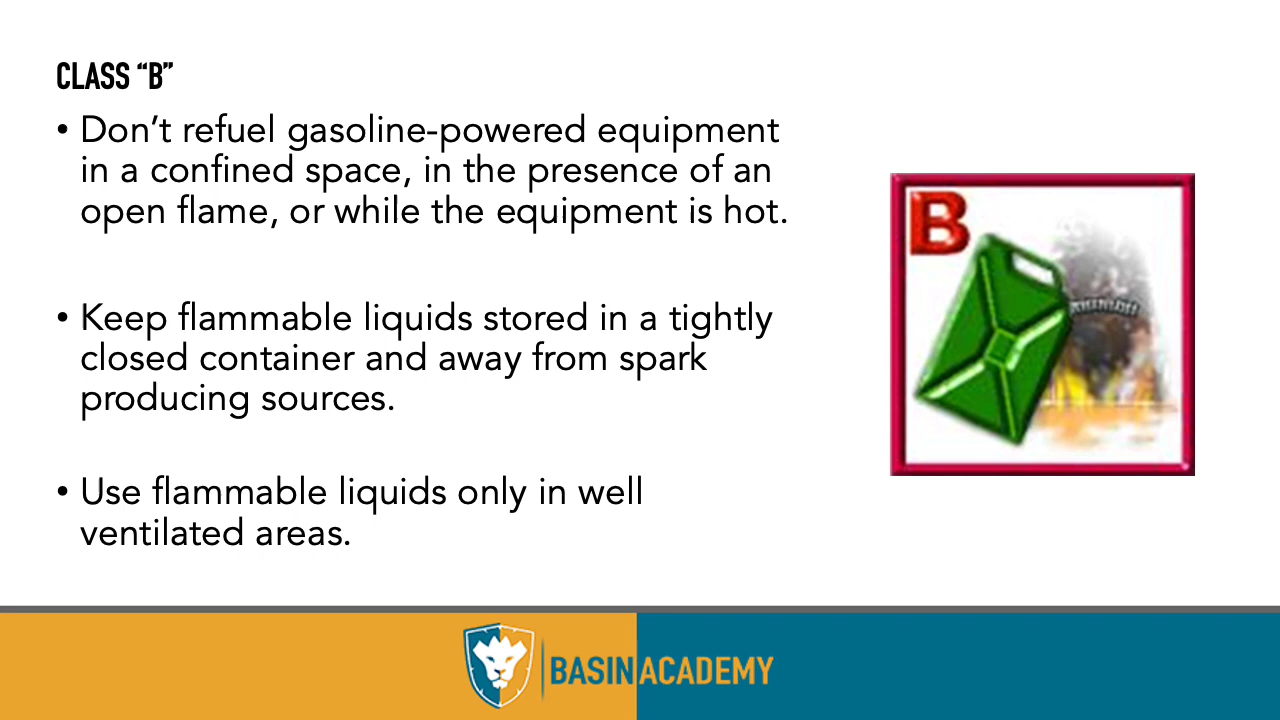 CLASS “B”
• Don’t refuel gasoline-powered equipment
in a confined space, in the presence of an
open flame, or while the equipment is hot.
• Keep flammable liquids stored in a tightly
closed container and away from spark
producing sources.
• Use flammable liquids only in well
ventilated areas.
B
BASIN ACADEMY